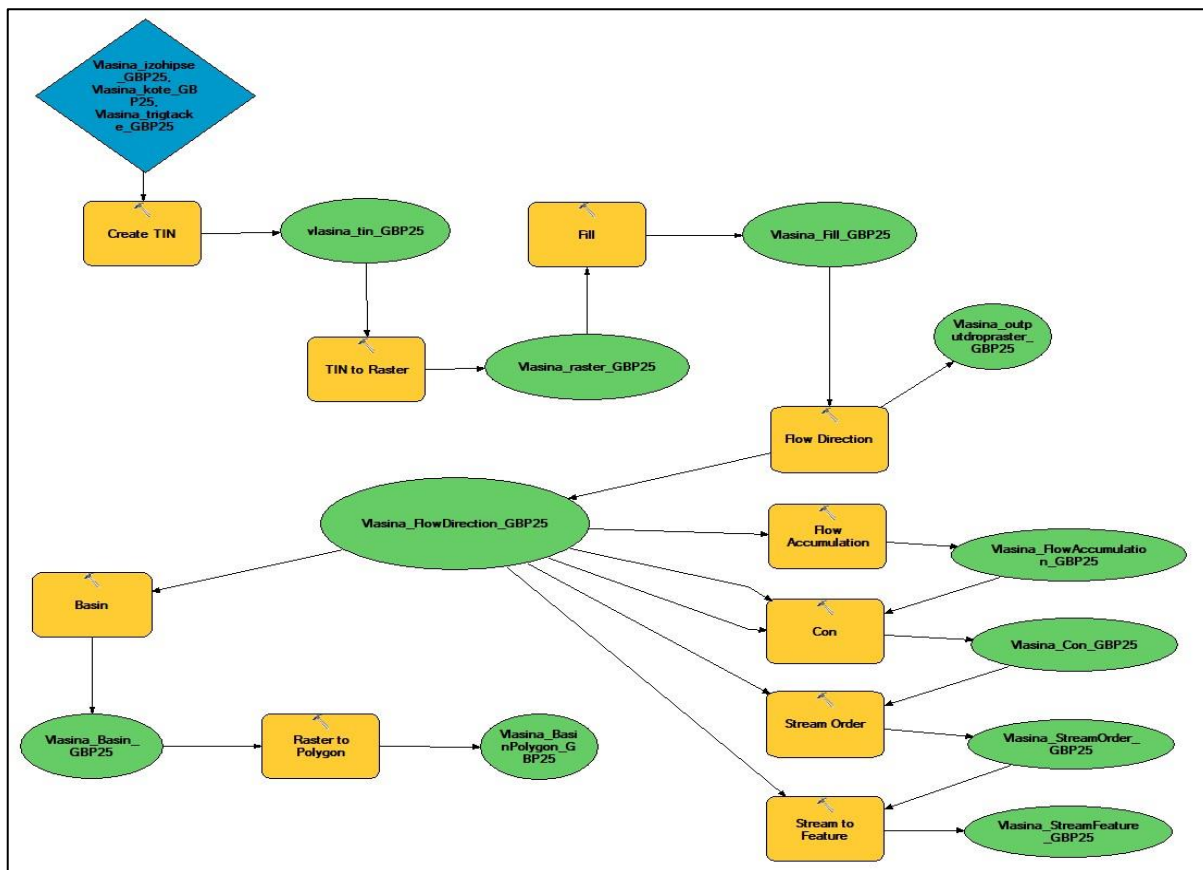 Vlasina_izohipse
_GBP25,
Vlasina_kote_GB
P25,
Vlasina_trigtack
e_GBP25
Create TIN
vlasina_tin_GBP25
Fill
Vlasina_Fill_GBP25
TIN to Raster
Vlasina_raster_GBP25
Vlasina_outp
utdropraster_
GBP25
Flow Direction
Vlasina_FlowDirection_GBP25
Flow
Accumulation
Vlasina_FlowAccumulatio
n_GBP25
Basin
Con
Vlasina_Con_GBP25
Stream Order
Vlasina_StreamOrder_
GBP25
Vlasina_Basin_
GBP25
Raster to
Polygon
Vlasina_Basi
nPolygon_G
BP25
Stream to
Feature
Vlasina_StreamFeature
_GBP25